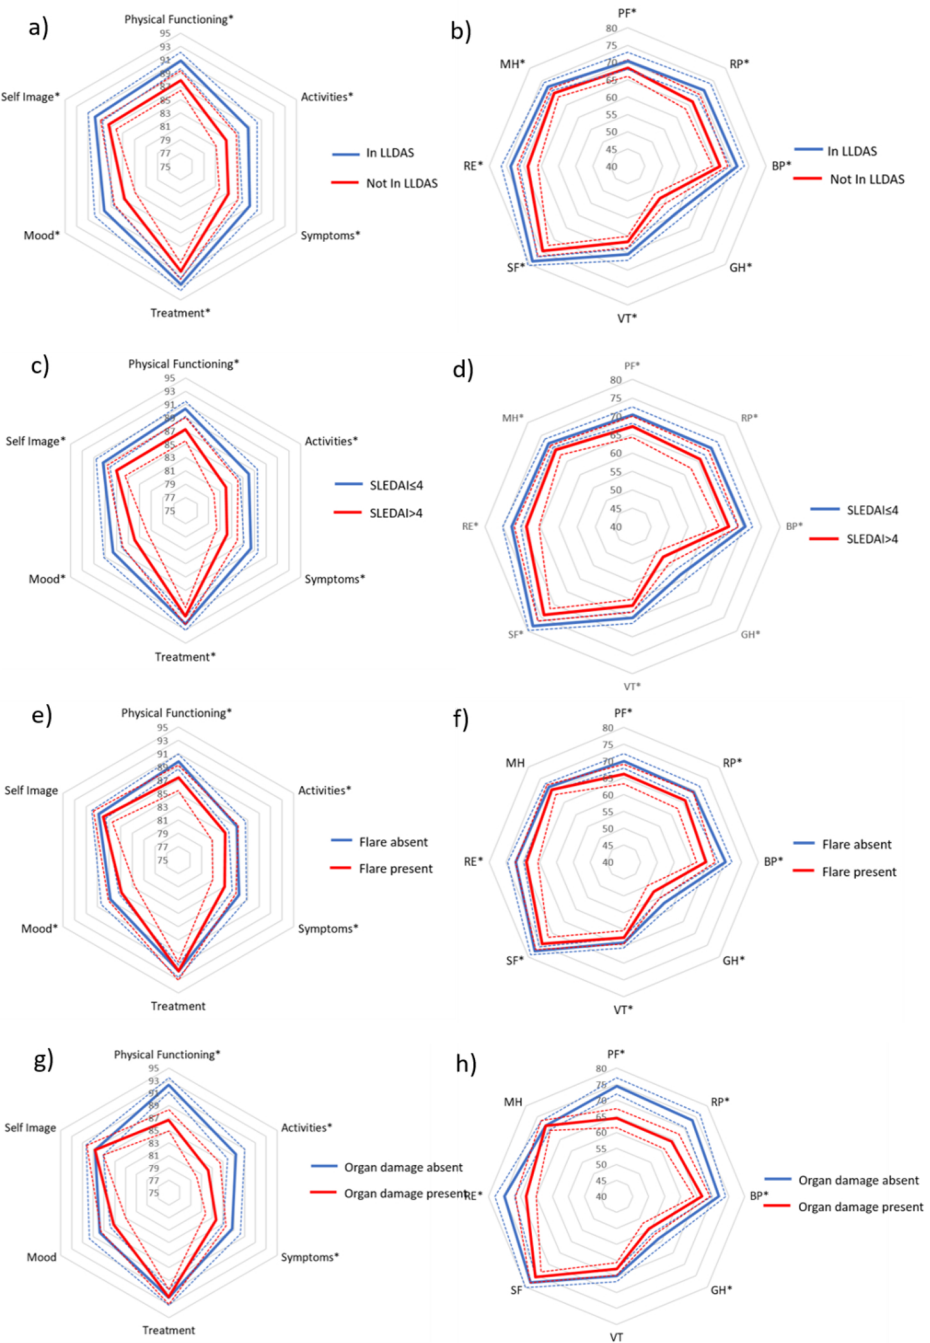 a)
Physical Functioning*
95
93
91
89
87
85
83
81
79
77
75
Activities*
Symptoms*
Treatment*
Mood*
Self Image*
In LLDAS
Not In LLDAS
b)
PF*
80
75
70
65
60
55
50
45
40
RP*
BP*
GH*
VT*
SF*
RE*
MH*
In LLDAS
Not In LLDAS
c)
Physical Functioning*
95
93
91
89
87
85
83
81
79
77
75
Activities*
Symptoms*
Treatment*
Mood*
Self Image*
SLEDAI≤4
SLEDAI>4
d)
PF*
80
75
70
65
60
55
50
45
40
RP*
BP*
GH*
VT*
SF*
RE*
MH*
SLEDAI≤4
SLEDAI>4
e)
Physical Functioning*
95
93
91
89
87
85
83
81
79
77
75
Activities*
Symptoms*
Treatment
Mood*
Self Image
Flare absent
Flare present
f)
PF*
80
75
70
65
60
55
50
45
40
RP*
BP*
GH*
VT*
SF*
RE*
MH
Flare absent
Flare present
g)
Physical Functioning*
95
93
91
89
87
85
83
81
79
77
75
Activities*
Symptoms*
Treatment
Mood
Self Image
Organ damage absent
Organ damage present
h)
PF*
80
75
70
65
60
55
50
45
40
RP*
BP*
GH*
VT
SF
RE*
MH
Organ damage absent
Organ damage present